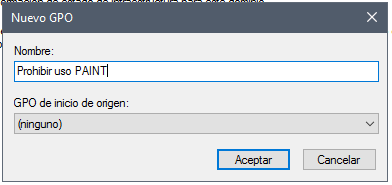 Nuevo GPO
Nombre:
Prohibir uso PAINT
GPO de inicio de origen:
(ninguno)
Aceptar
Cancelar